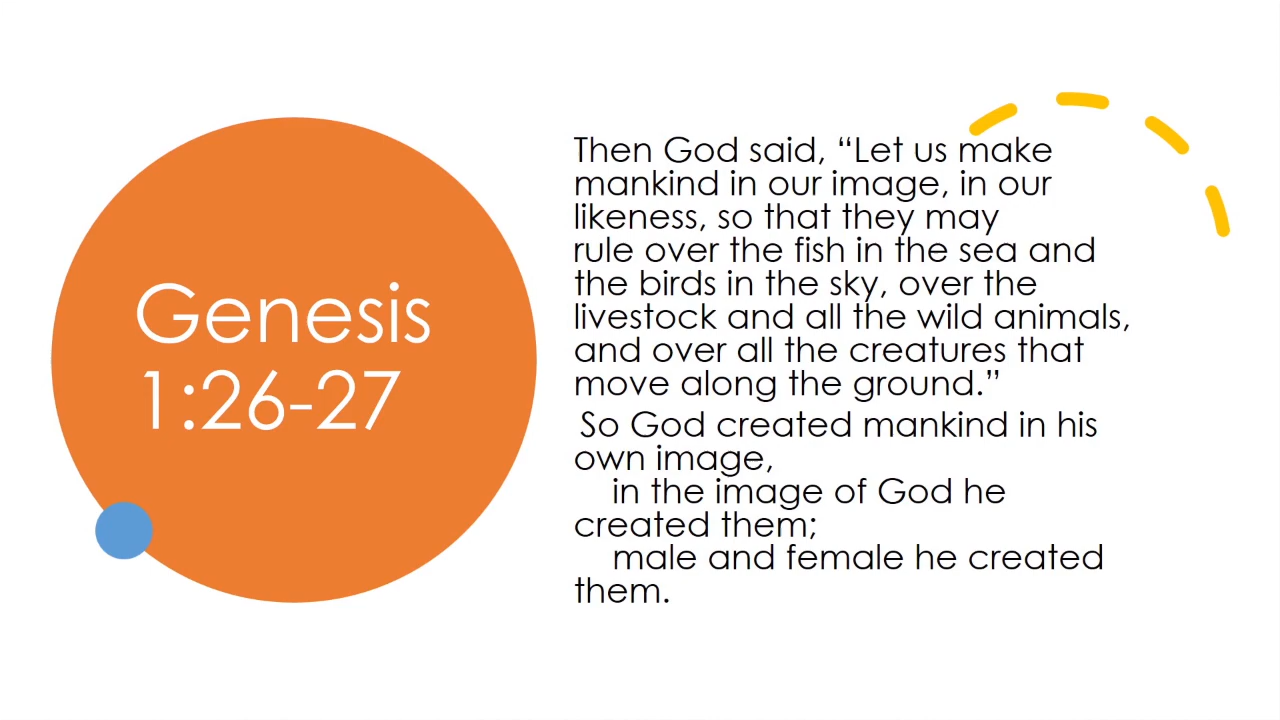 Genesis
1:26-27
Then God said, “Let us make
mankind in our image, in our
likeness, so that they may
rule over the fish in the sea and
the birds in the sky, over the
livestock and all the wild animals,
and over all the creatures that
move along the ground.”
So God created mankind in his
own image,
in the image of God he
created them;
male and female he created
them.